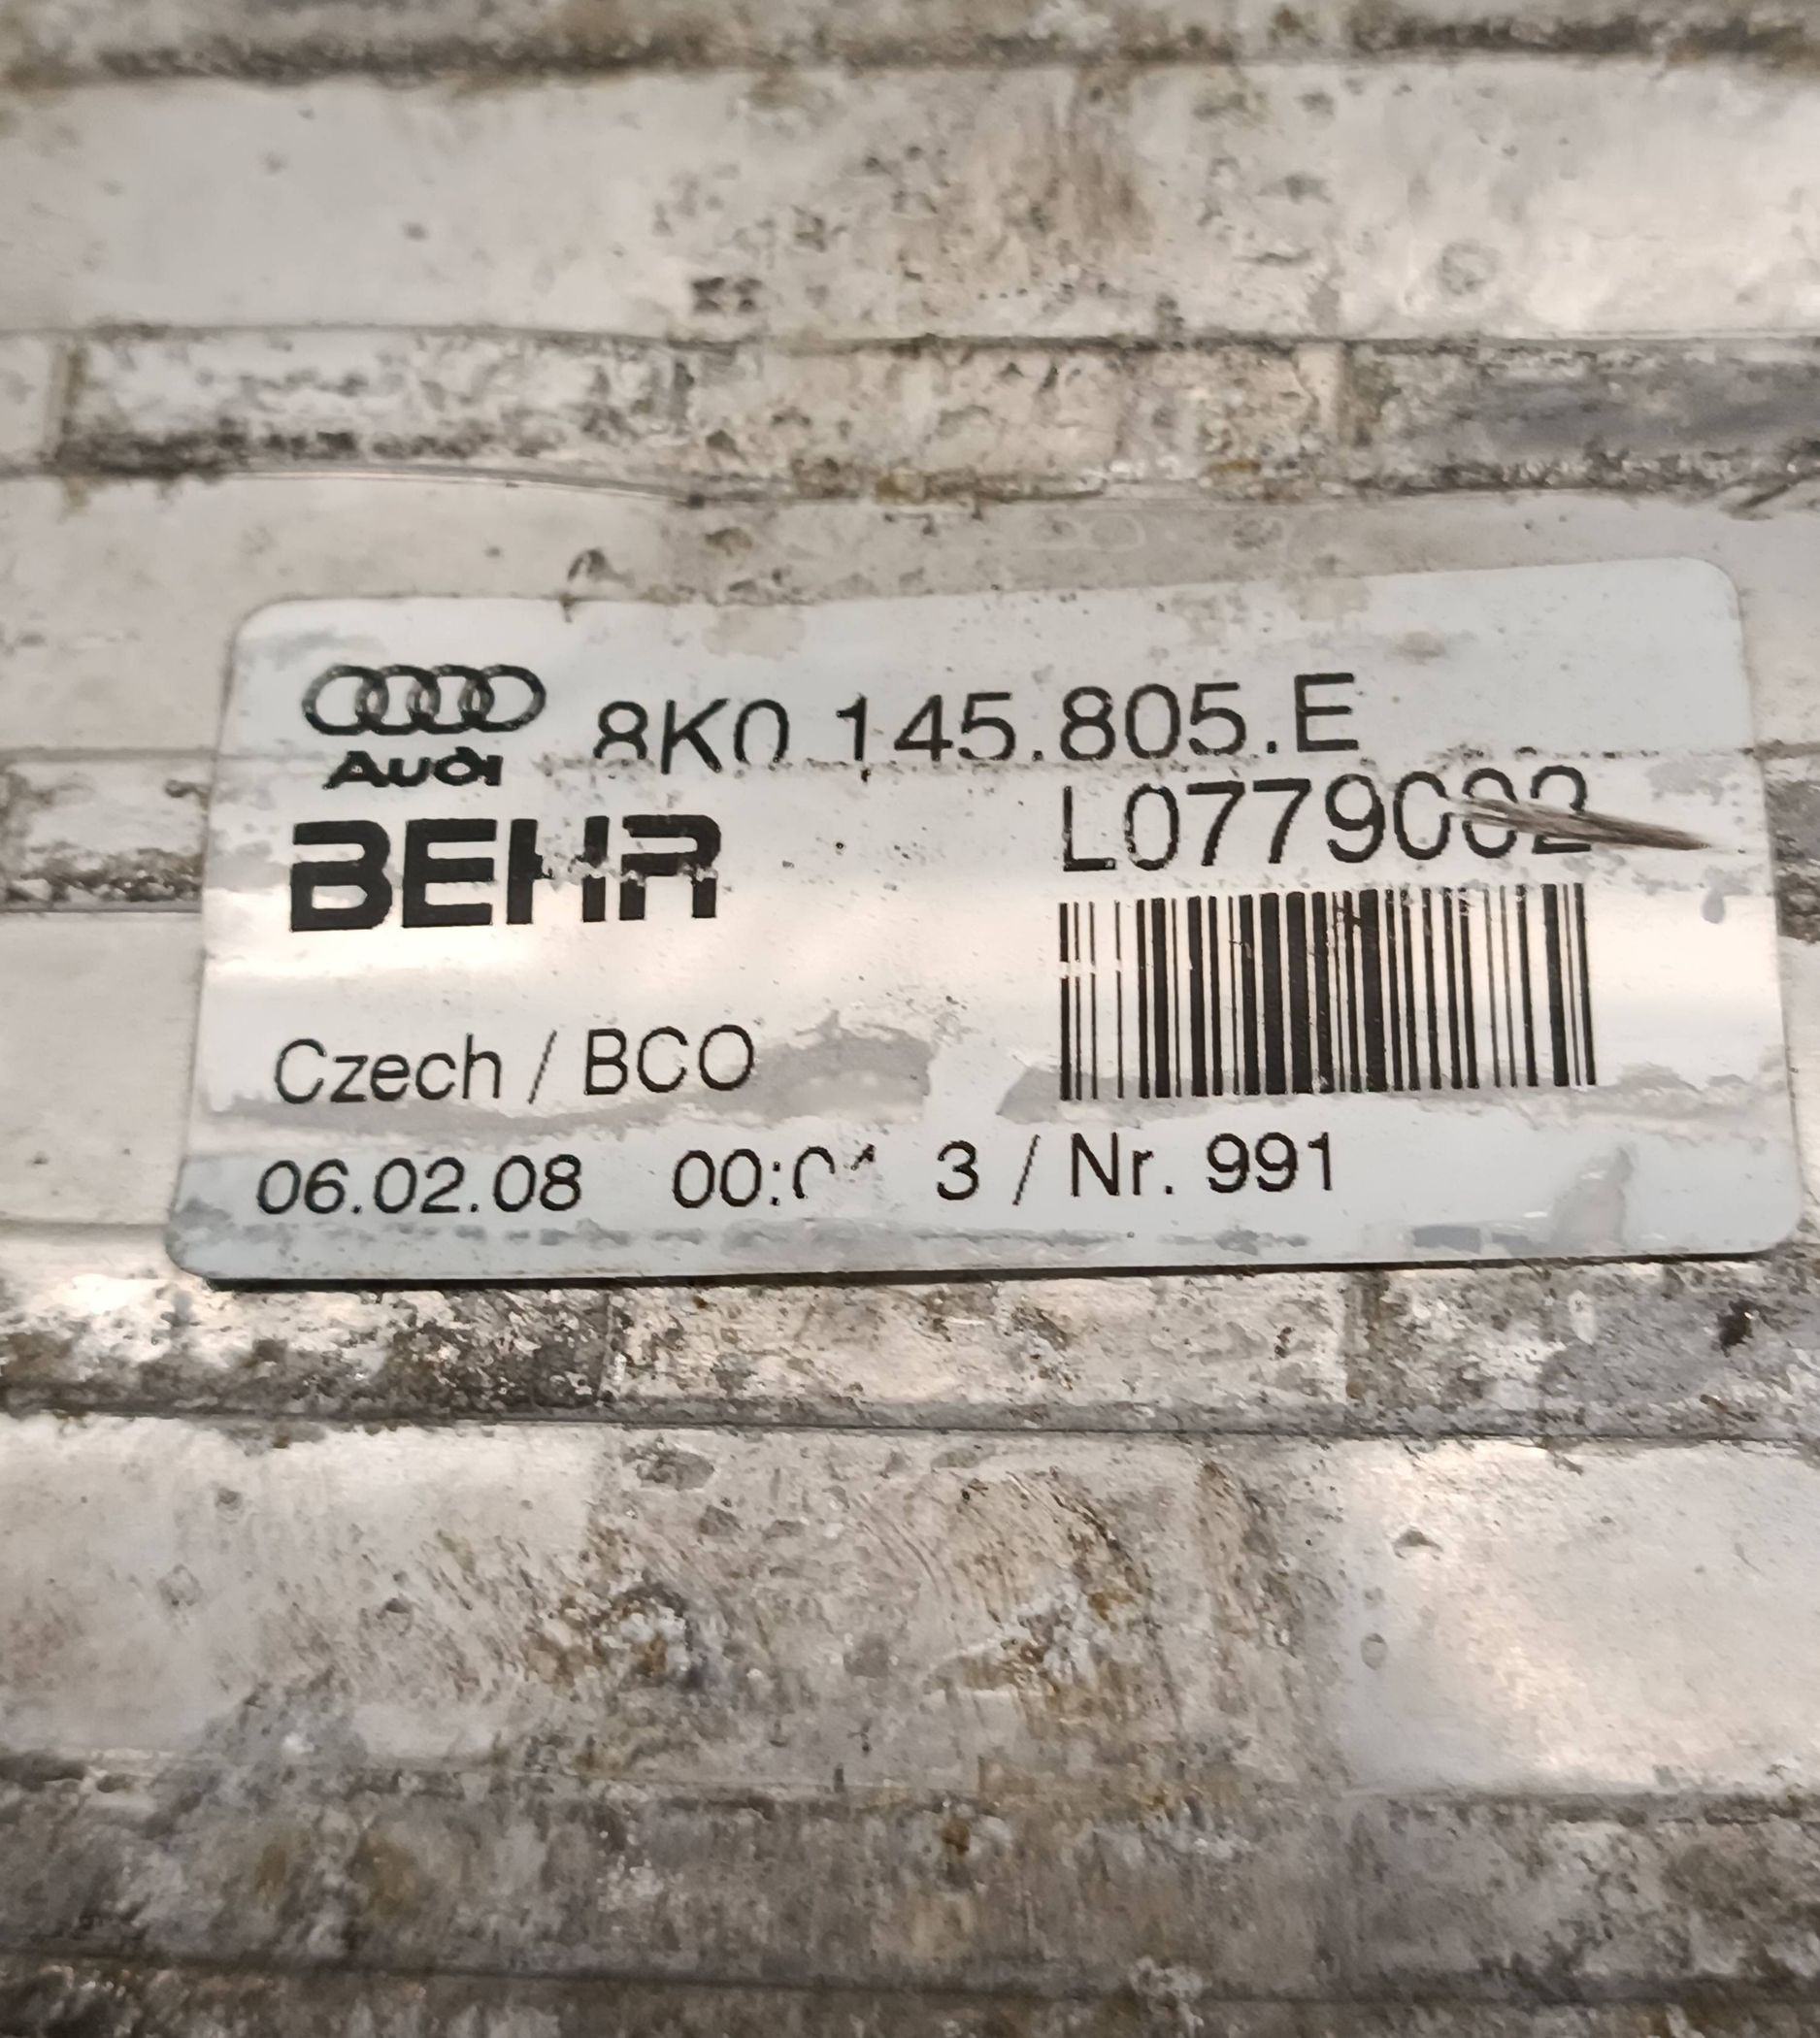 8K0.145.805.E
Audi
BEHR
Czech / BCO
06.02.08 3 / Nr. 991